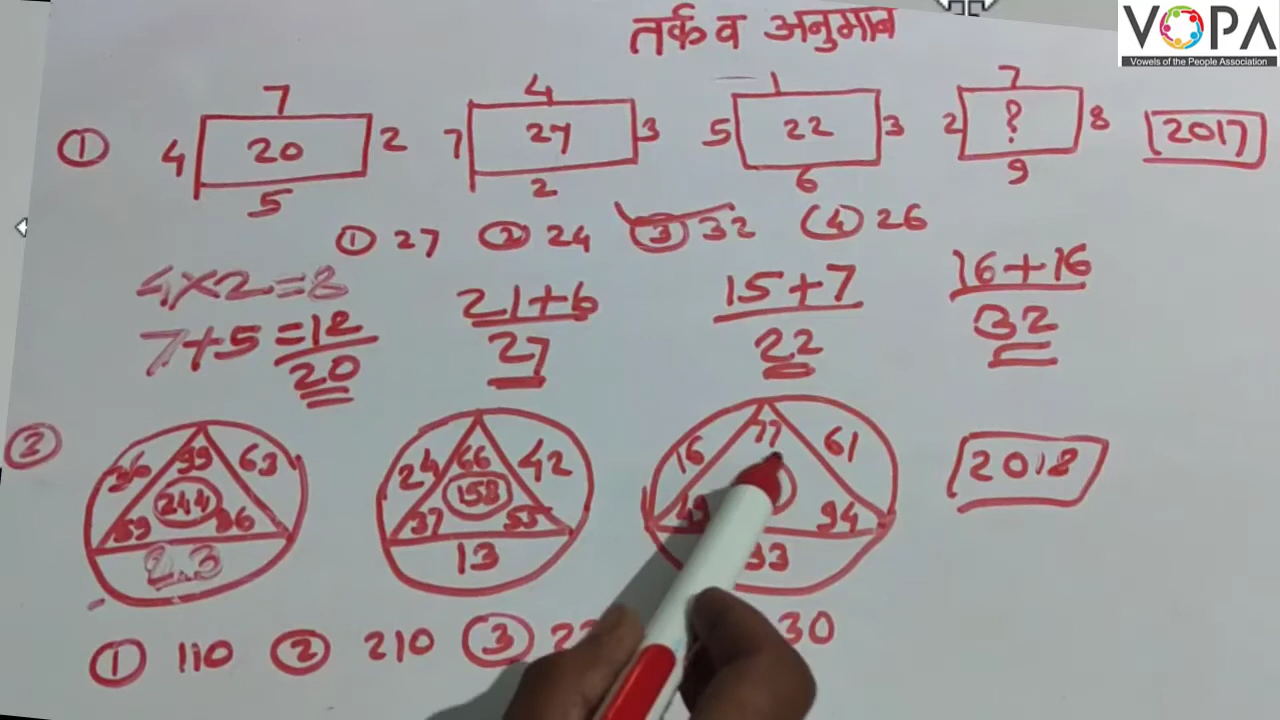 VOPA
Vowels of the People Association
तर्क व अनुमान
7 4 1 7
① 4 20 2 7 27 3 5 22 3 2 ? 8 2017
5 2 6 9
① 27 ② 24 ③ 32 ④ 26
4×2=8 21+6 15+7 16+16
7+5=12 27 22 32
20
② 36 99 63 24 66 42 16 77 61 2018
244 158
59 86 37 55 49 94
23 13 33
① 110 ② 210 ③ 30